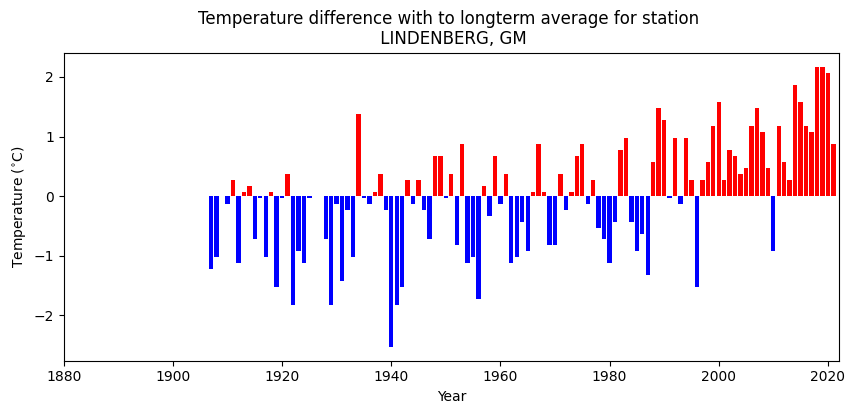 Temperature difference with to longterm average for station
LINDENBERG, GM
Temperature (°C)
2
1
0
−1
−2
1880 1900 1920 1940 1960 1980 2000 2020
Year